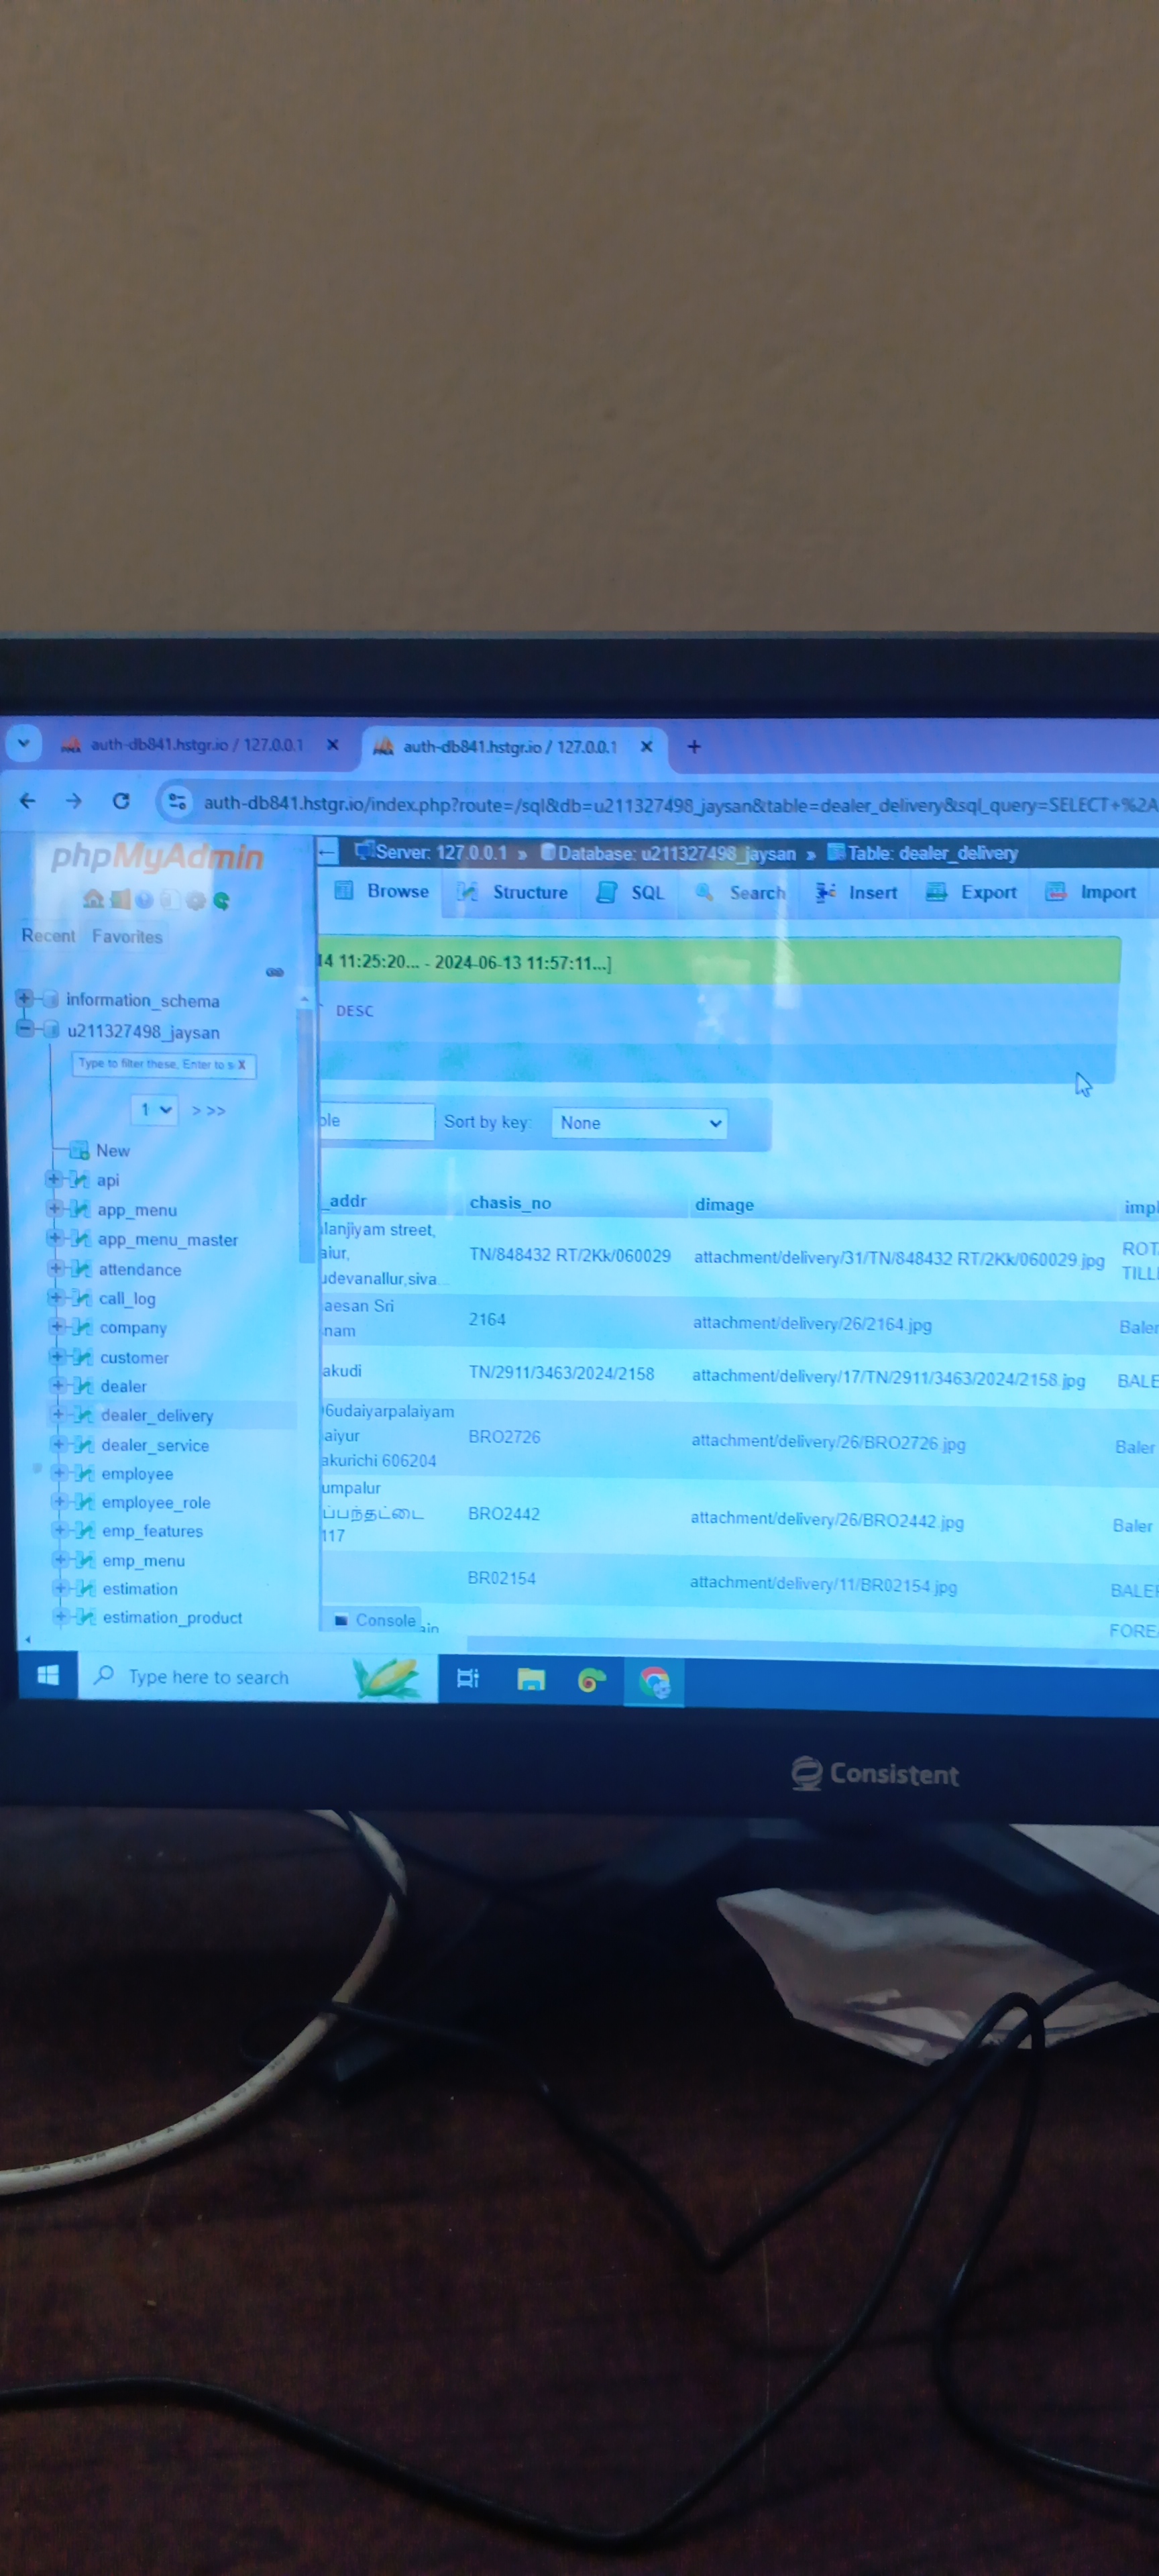 auth-db841.hstgr.io / 127.0.0.1
auth-db841.hstgr.io / 127.0.0.1
auth-db841.hstgr.io/index.php?route=/sql&db=u211327498_jaysan&table=dealer_delivery&sql_query=SELECT+%2A
phpMyAdmin
Recent Favorites
information_schema
u211327498_jaysan
Type to filter these, Enter to s X
1 > >>
New
api
app_menu
app_menu_master
attendance
call_log
company
customer
dealer
dealer_delivery
dealer_service
employee
employee_role
emp_features
emp_menu
estimation
estimation_product
Server: 127.0.0.1 » Database: u211327498_jaysan » Table: dealer_delivery
Browse Structure SQL Search Insert Export Import
14 11:25:20... - 2024-06-13 11:57:11...]
DESC
Sort by key: None
_addr chasis_no dimage impl
lanjiyam street,
aiur,
udevanallur,siva...
TN/848432 RT/2Kk/060029 attachment/delivery/31/TN/848432 RT/2Kk/060029.jpg ROT
TILL
aesan Sri
nam
2164 attachment/delivery/26/2164.jpg Baler
akudi TN/2911/3463/2024/2158 attachment/delivery/17/TN/2911/3463/2024/2158.jpg BALE
6udaiyarpalaiyam
aiyur
akurichi 606204
BRO2726 attachment/delivery/26/BRO2726.jpg Baler
umpalur
ப்பந்தட்டை
117
BRO2442 attachment/delivery/26/BRO2442.jpg Baler
BR02154 attachment/delivery/11/BR02154.jpg BALE
FORE
Console
ain
Type here to search
Consistent